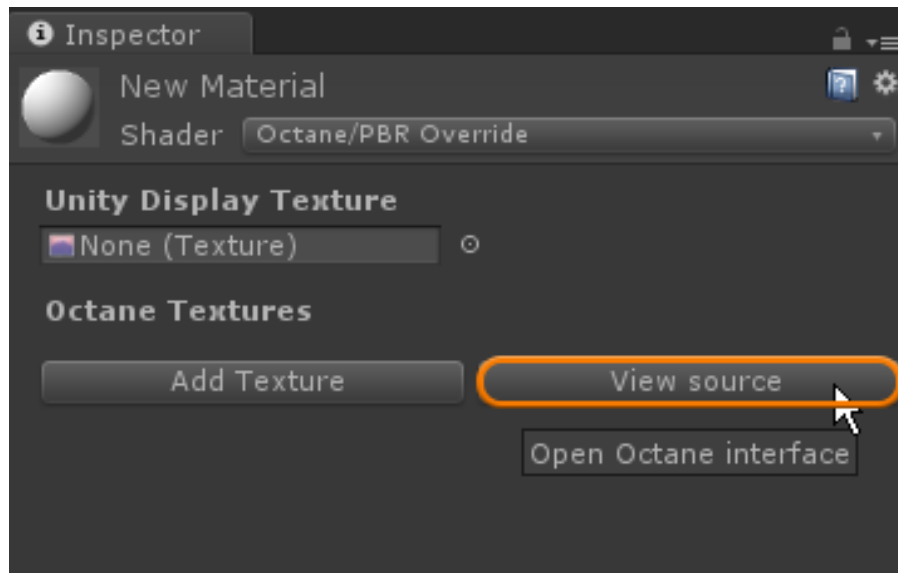 Inspector
New Material
Shader Octane/PBR Override
Unity Display Texture
None (Texture)
Octane Textures
Add Texture View source
Open Octane interface